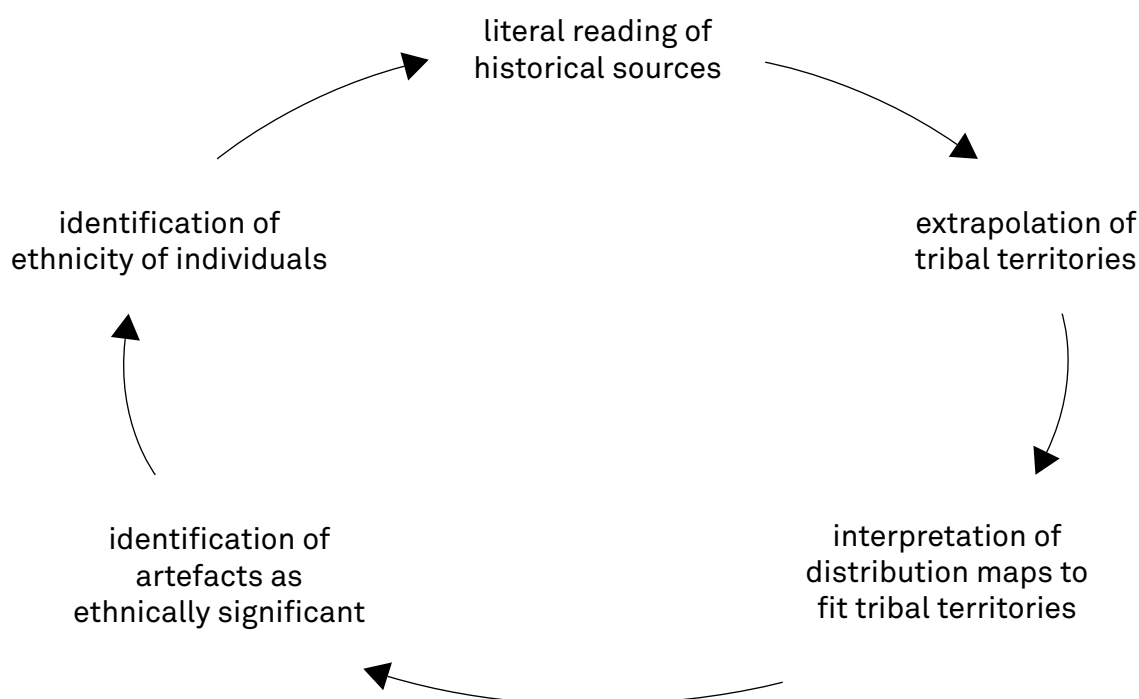 literal reading of
historical sources
extrapolation of
tribal territories
interpretation of
distribution maps to
fit tribal territories
identification of
artefacts as
ethnically significant
identification of
ethnicity of individuals